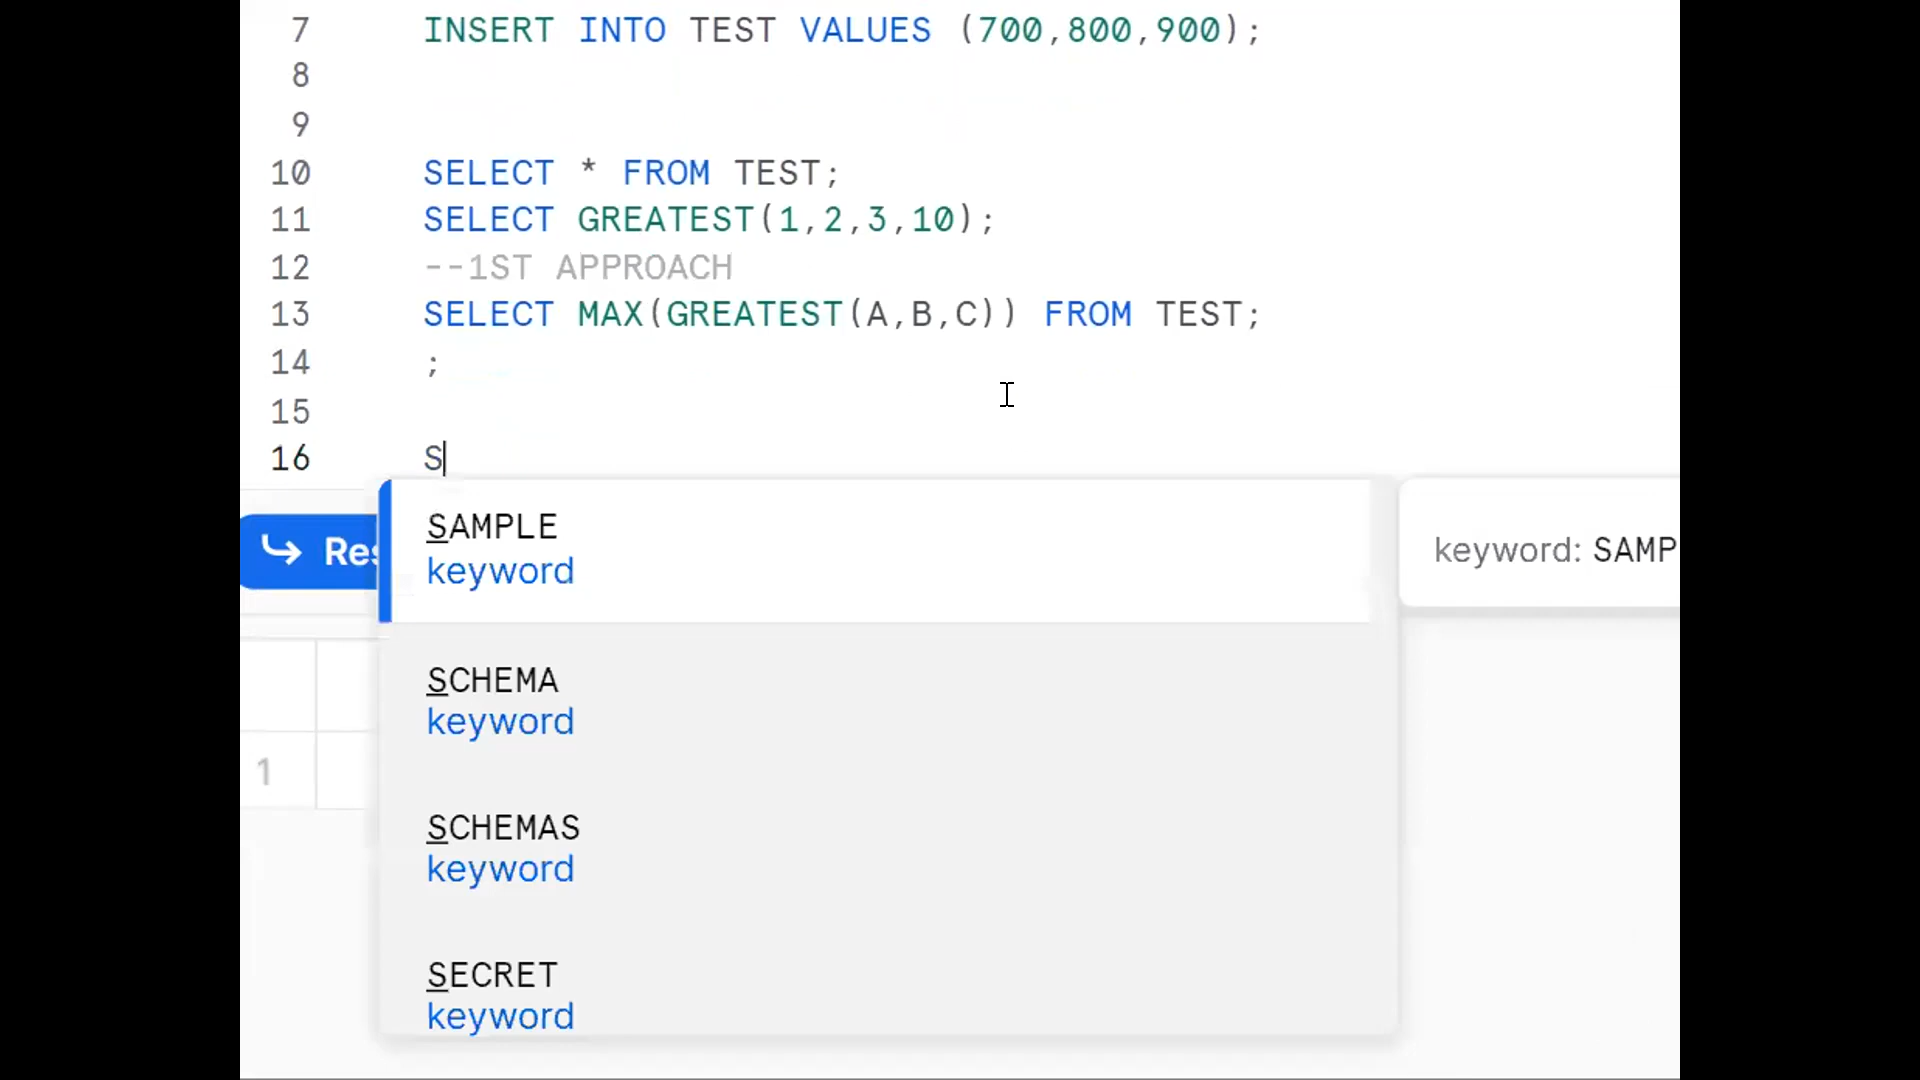 7 INSERT INTO TEST VALUES (700,800,900);
8
9
10 SELECT * FROM TEST;
11 SELECT GREATEST(1,2,3,10);
12 --1ST APPROACH
13 SELECT MAX(GREATEST(A,B,C)) FROM TEST;
14 ;
15
16 S
Res
SAMPLE
keyword
keyword: SAMP
SCHEMA
keyword
1
SCHEMAS
keyword
SECRET
keyword